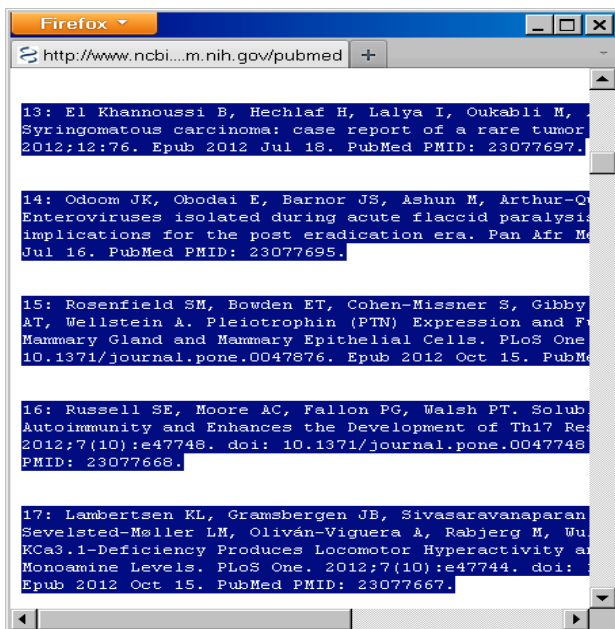 Firefox
http://www.ncbi....m.nih.gov/pubmed
13: El Khannoussi B, Hechlaf H, Lalya I, Oukabli M,
Syringomatous carcinoma: case report of a rare tumor
2012;12:76. Epub 2012 Jul 18. PubMed PMID: 23077697.
14: Odoom JK, Obodai E, Barnor JS, Ashun M, Arthur-Qu
Enteroviruses isolated during acute flaccid paralysis
implications for the post eradication era. Pan Afr Me
Jul 16. PubMed PMID: 23077695.
15: Rosenfield SM, Bowden ET, Cohen-Missner S, Gibby
AT, Wellstein A. Pleiotrophin (PTN) Expression and Fu
Mammary Gland and Mammary Epithelial Cells. PLoS One
10.1371/journal.pone.0047876. Epub 2012 Oct 15. PubMe
16: Russell SE, Moore AC, Fallon PG, Walsh PT. Solub
Autoimmunity and Enhances the Development of Th17 Res
2012;7(10):e47748. doi: 10.1371/journal.pone.0047748
PMID: 23077668.
17: Lambertsen KL, Gramsbergen JB, Sivasaravanaparan
Sevelsted-Møller LM, Oliván-Viguera A, Rabjerg M, Wu
KCa3.1-Deficiency Produces Locomotor Hyperactivity an
Monoamine Levels. PLoS One. 2012;7(10):e47744. doi:
Epub 2012 Oct 15. PubMed PMID: 23077667.